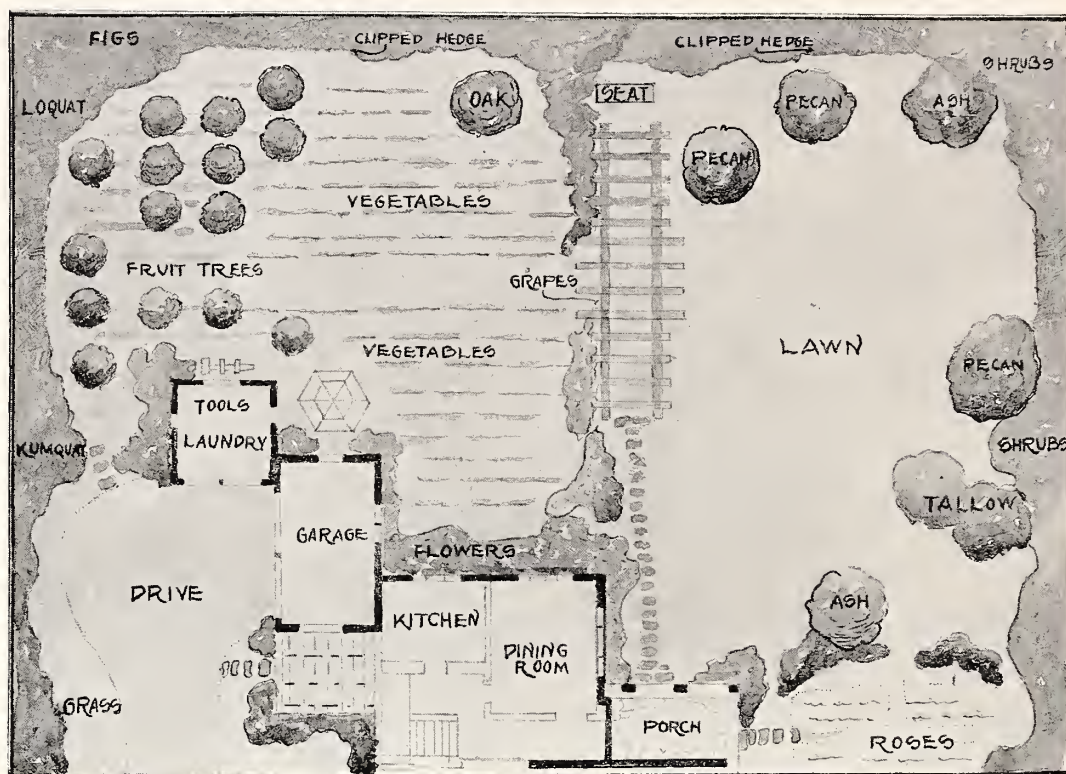 FIGS
CLIPPED HEDGE
CLIPPED HEDGE
SHRUBS
LOQUAT
OAK
SEAT
PECAN
ASH
PECAN
VEGETABLES
FRUIT TREES
GRAPES
VEGETABLES
LAWN
PECAN
TOOLS
LAUNDRY
KUMQUAT
SHRUBS
TALLOW
GARAGE
FLOWERS
DRIVE
KITCHEN
ASH
DINING
ROOM
GRASS
PORCH
ROSES